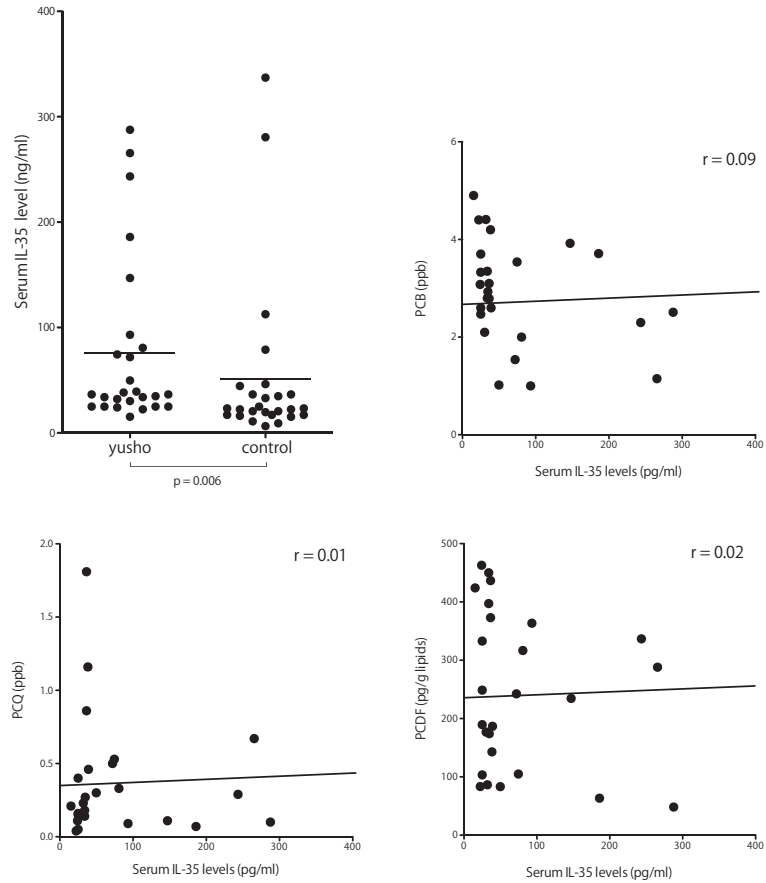 400
300
200
100
0
Serum IL-35 level (ng/ml)
yusho
control
p = 0.006
6
4
2
0
PCB (ppb)
r = 0.09
0
100
200
300
400
Serum IL-35 levels (pg/ml)
2.0
1.5
1.0
0.5
0.0
PCQ (ppb)
r = 0.01
0
100
200
300
400
Serum IL-35 levels (pg/ml)
500
400
300
200
100
0
PCDF (pg/g lipids)
r = 0.02
0
100
200
300
400
Serum IL-35 levels (pg/ml)